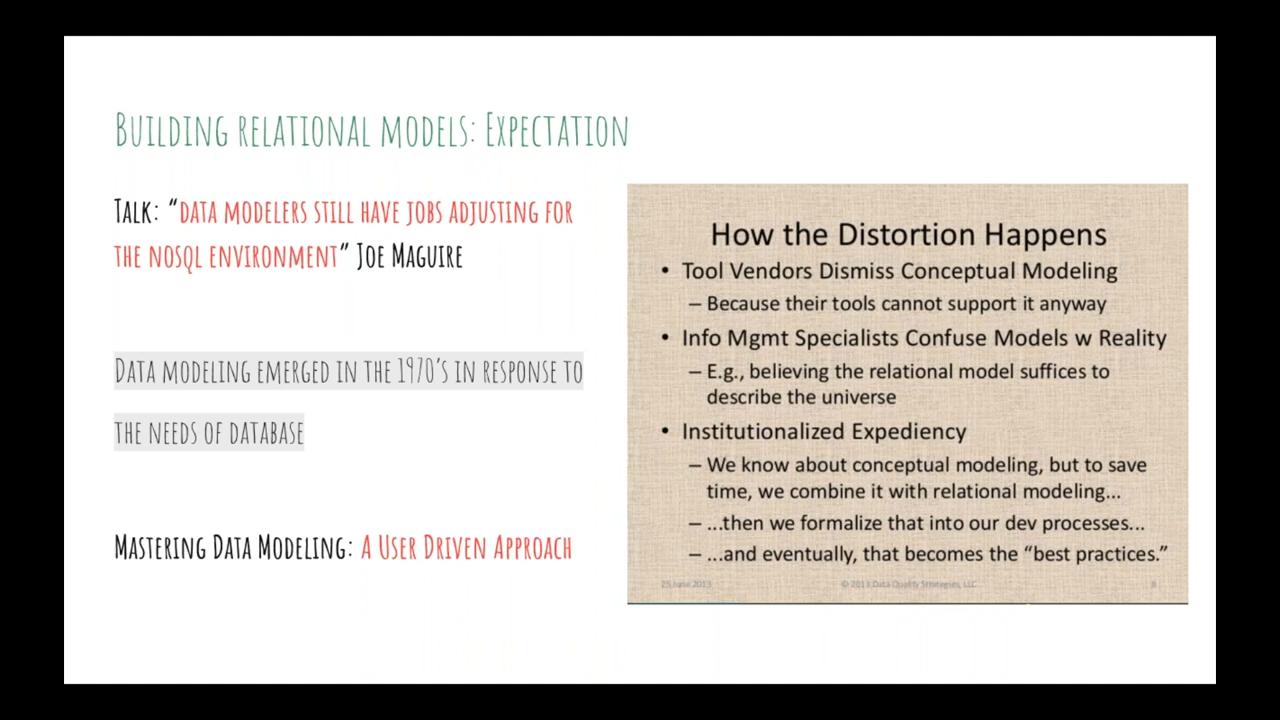 Building relational models: Expectation
Talk: “data modelers still have jobs adjusting for
the nosql environment” Joe Maguire
Data modeling emerged in the 1970’s in response to
the needs of database
Mastering Data Modeling: A User Driven Approach
How the Distortion Happens
• Tool Vendors Dismiss Conceptual Modeling
– Because their tools cannot support it anyway
• Info Mgmt Specialists Confuse Models w Reality
– E.g., believing the relational model suffices to
describe the universe
• Institutionalized Expediency
– We know about conceptual modeling, but to save
time, we combine it with relational modeling...
– ...then we formalize that into our dev processes...
– ...and eventually, that becomes the “best practices.”
25 June 2013 © 2013 Data Quality Strategies, LLC 8